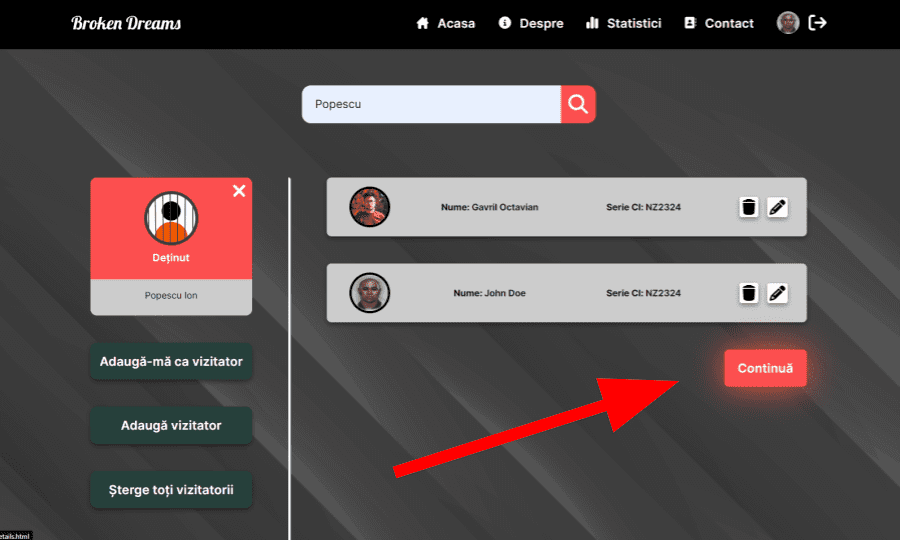 Broken Dreams
Acasa Despre Statistici Contact
Popescu
Deținut
Popescu Ion
Nume: Gavril Octavian Serie CI: NZ2324
Nume: John Doe Serie CI: NZ2324
Continuă
Adaugă-mă ca vizitator
Adaugă vizitator
Șterge toți vizitatorii
etails.html